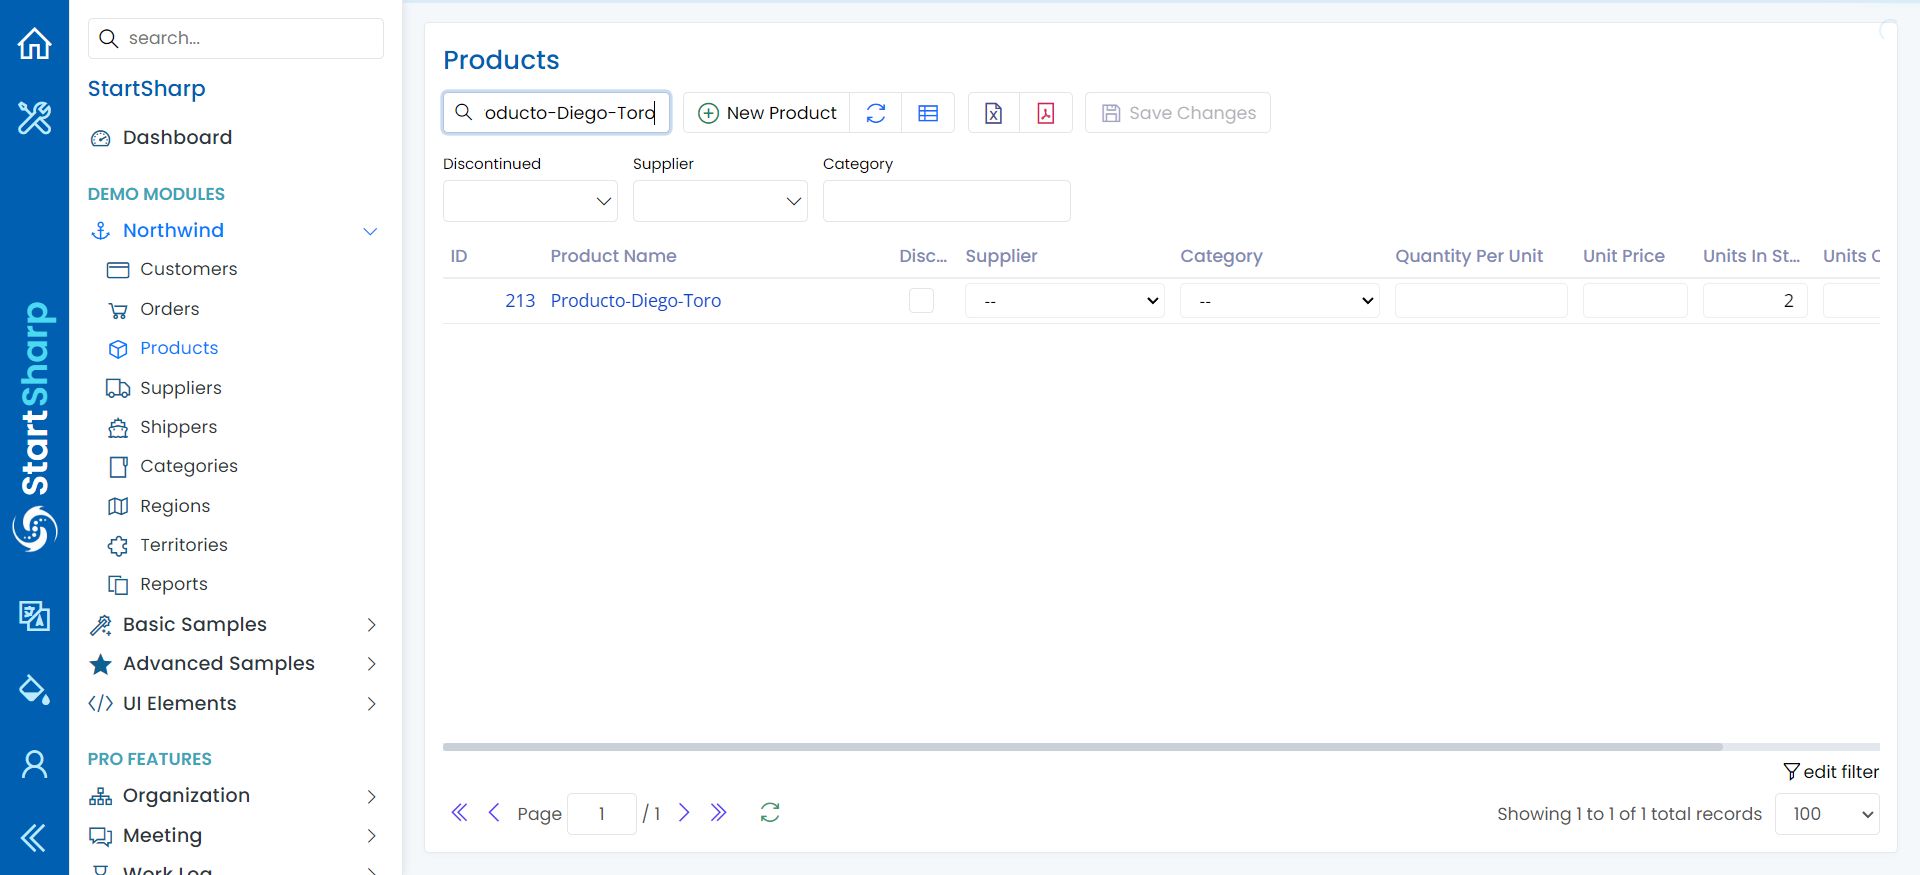 search...
StartSharp
Dashboard
DEMO MODULES
Northwind
Customers
Orders
Products
Suppliers
Shippers
Categories
Regions
Territories
Reports
Basic Samples
Advanced Samples
UI Elements
PRO FEATURES
Organization
Meeting
Work Log
StartSharp
Products
oducto-Diego-Toro
New Product
Save Changes
Discontinued Supplier Category
ID Product Name Disc... Supplier Category Quantity Per Unit Unit Price Units In St... Units
213 Producto-Diego-Toro -- -- 2
edit filter
Page 1 / 1
Showing 1 to 1 of 1 total records 100